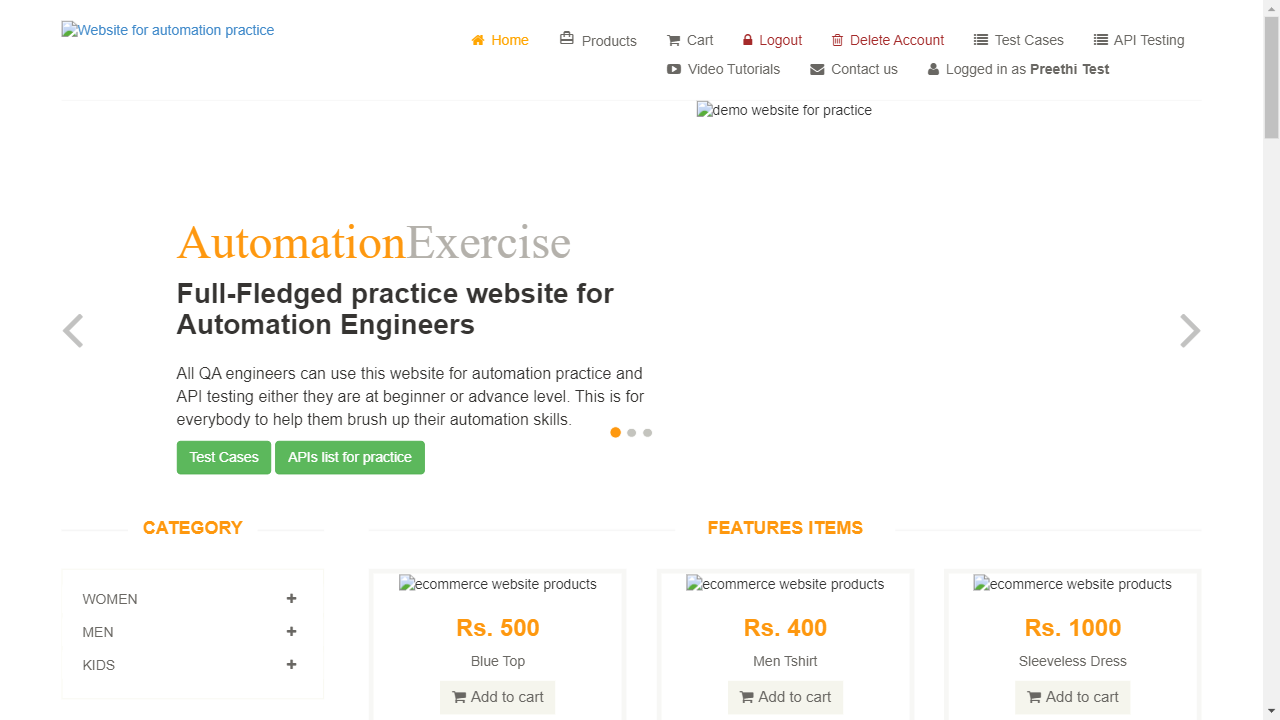 Website for automation practice
Home Products Cart Logout Delete Account Test Cases API Testing
Video Tutorials Contact us Logged in as Preethi Test
demo website for practice
AutomationExercise
Full-Fledged practice website for
Automation Engineers
All QA engineers can use this website for automation practice and
API testing either they are at beginner or advance level. This is for
everybody to help them brush up their automation skills.
Test Cases APIs list for practice
CATEGORY
WOMEN
MEN
KIDS
FEATURES ITEMS
ecommerce website products
Rs. 500
Blue Top
Add to cart
ecommerce website products
Rs. 400
Men Tshirt
Add to cart
ecommerce website products
Rs. 1000
Sleeveless Dress
Add to cart